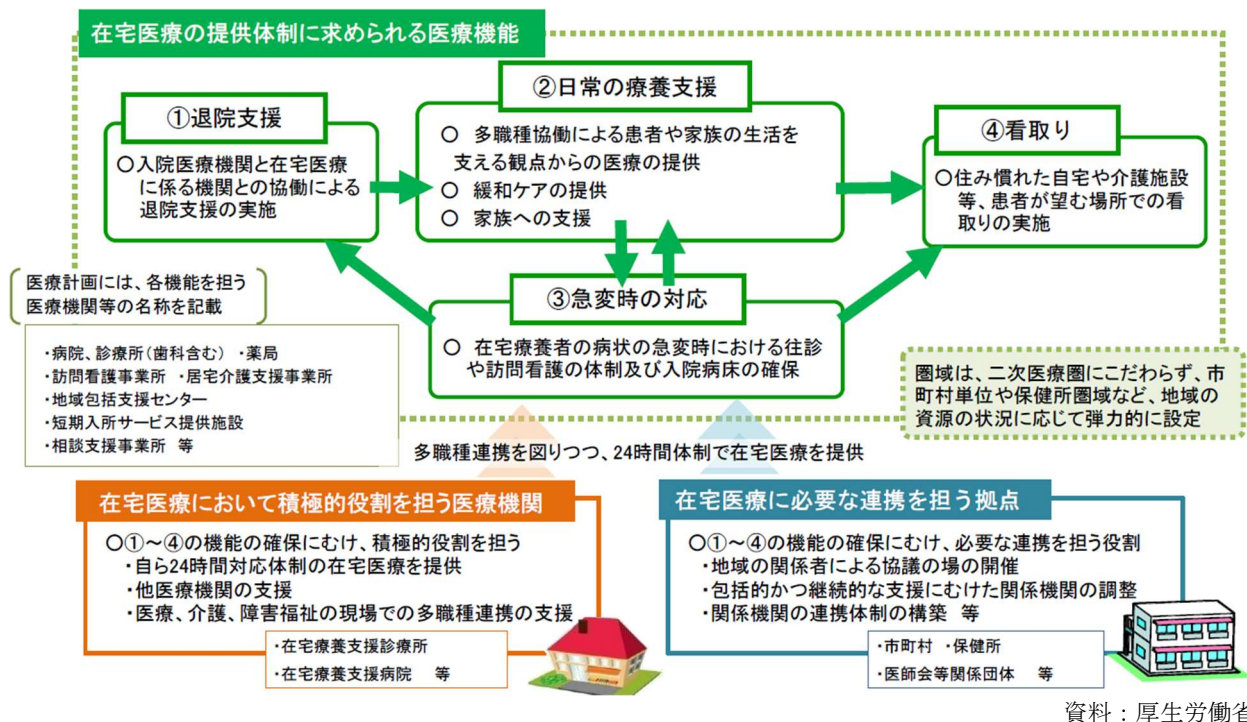 在宅医療の提供体制に求められる医療機能
①退院支援
○入院医療機関と在宅医療
に係る機関との協働による
退院支援の実施
②日常の療養支援
○ 多職種協働による患者や家族の生活を
支える観点からの医療の提供
○ 緩和ケアの提供
○ 家族への支援
④看取り
○住み慣れた自宅や介護施設
等、患者が望む場所での看
取りの実施
③急変時の対応
○ 在宅療養者の病状の急変時における往診
や訪問看護の体制及び入院病床の確保
医療計画には、各機能を担う
医療機関等の名称を記載
・病院、診療所(歯科含む) ・薬局
・訪問看護事業所 ・居宅介護支援事業所
・地域包括支援センター
・短期入所サービス提供施設
・相談支援事業所 等
圏域は、二次医療圏にこだわらず、市
町村単位や保健所圏域など、地域の
資源の状況に応じて弾力的に設定
多職種連携を図りつつ、24時間体制で在宅医療を提供
在宅医療において積極的役割を担う医療機関
○①～④の機能の確保にむけ、積極的役割を担う
・自ら24時間対応体制の在宅医療を提供
・他医療機関の支援
・医療、介護、障害福祉の現場での多職種連携の支援
・在宅療養支援診療所
・在宅療養支援病院 等
在宅医療に必要な連携を担う拠点
○①～④の機能の確保にむけ、必要な連携を担う役割
・地域の関係者による協議の場の開催
・包括的かつ継続的な支援にむけた関係機関の調整
・関係機関の連携体制の構築 等
・市町村 ・保健所
・医師会等関係団体 等
資料：厚生労働省